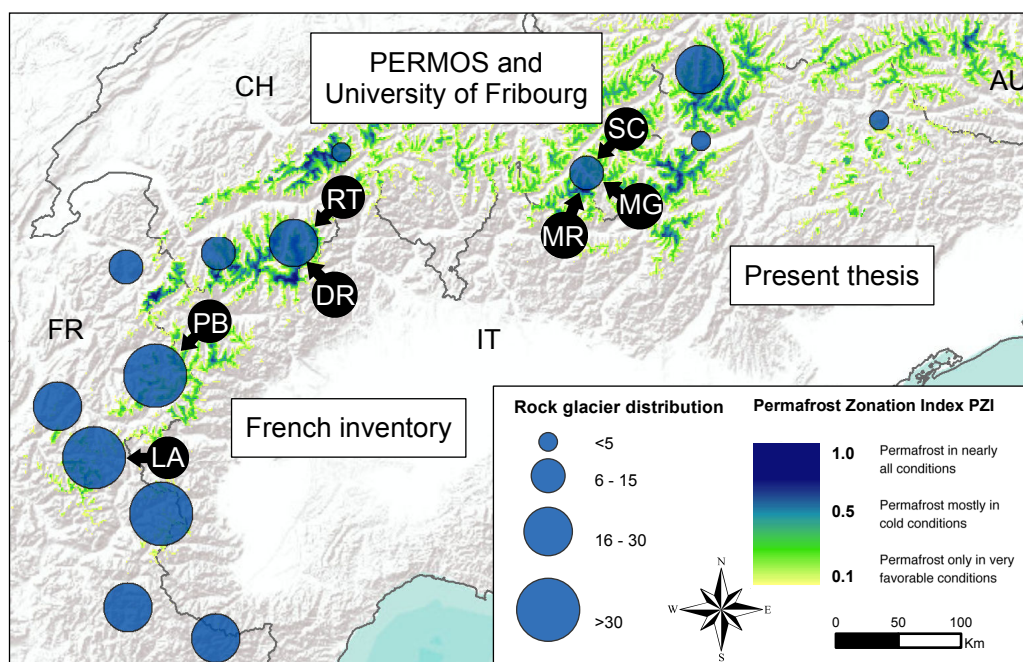 PERMOS and
University of Fribourg
CH
AU
SC
RT
MG
MR
DR
Present thesis
PB
FR
IT
French inventory
LA
Rock glacier distribution
<5
6 - 15
16 - 30
>30
Permafrost Zonation Index PZI
1.0
Permafrost in nearly
all conditions
0.5
Permafrost mostly in
cold conditions
0.1
Permafrost only in very
favorable conditions
N
W
E
S
0
50
100
Km